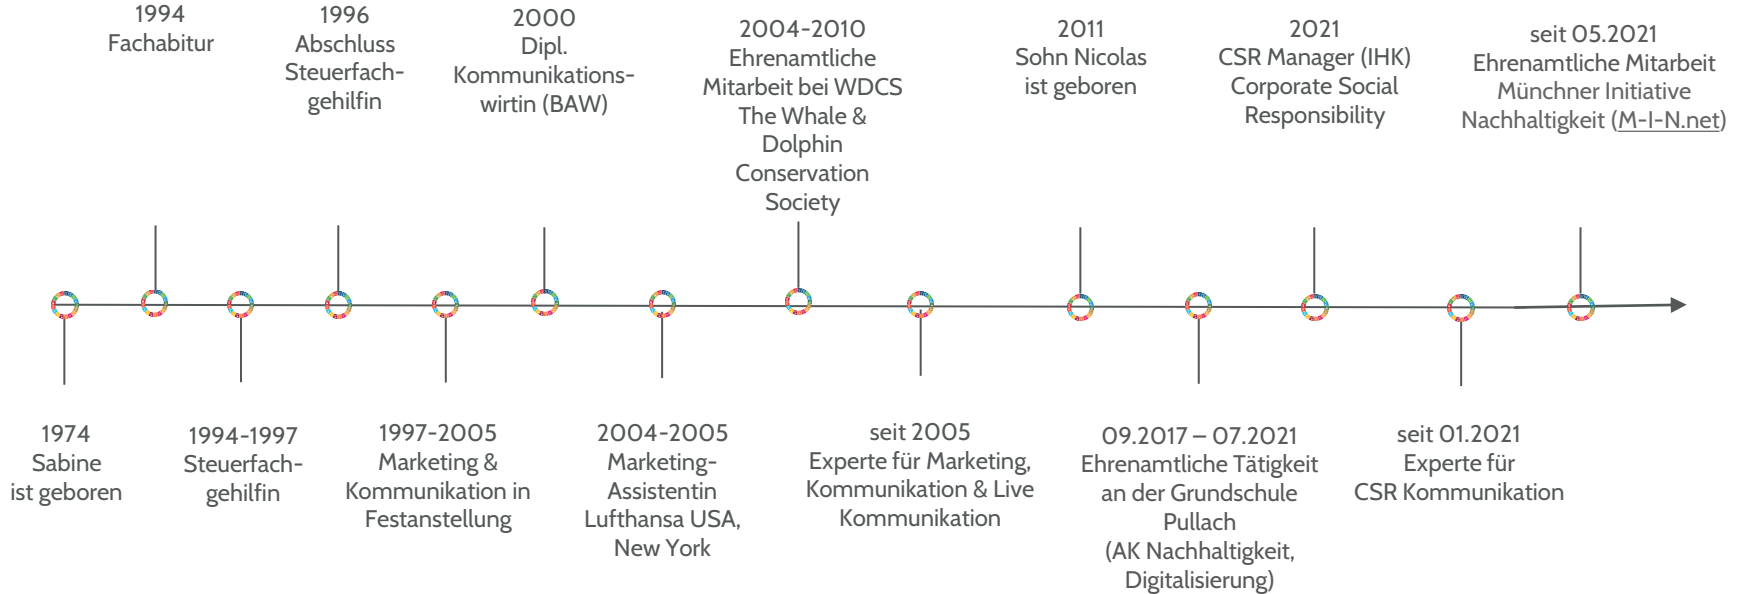 1994
Fachabitur
1996
Abschluss
Steuerfach-
gehilfin
2000
Dipl.
Kommunikations-
wirtin (BAW)
2004-2010
Ehrenamtliche
Mitarbeit bei WDCS
The Whale &
Dolphin
Conservation
Society
2011
Sohn Nicolas
ist geboren
2021
CSR Manager (IHK)
Corporate Social
Responsibility
seit 05.2021
Ehrenamtliche Mitarbeit
Münchner Initiative
Nachhaltigkeit (M-I-N.net)
1974
Sabine
ist geboren
1994-1997
Steuerfach-
gehilfin
1997-2005
Marketing &
Kommunikation in
Festanstellung
2004-2005
Marketing-
Assistentin
Lufthansa USA,
New York
seit 2005
Experte für Marketing,
Kommunikation & Live
Kommunikation
09.2017 – 07.2021
Ehrenamtliche Tätigkeit
an der Grundschule
Pullach
(AK Nachhaltigkeit,
Digitalisierung)
seit 01.2021
Experte für
CSR Kommunikation